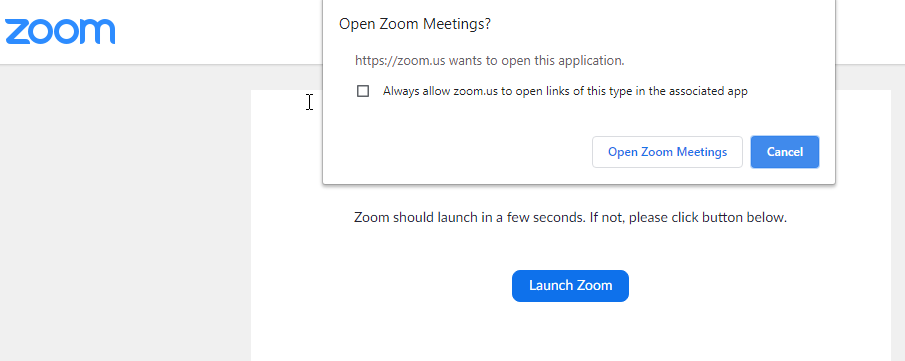 zoom
Open Zoom Meetings?
https://zoom.us wants to open this application.
Always allow zoom.us to open links of this type in the associated app
Open Zoom Meetings Cancel
Zoom should launch in a few seconds. If not, please click button below.
Launch Zoom